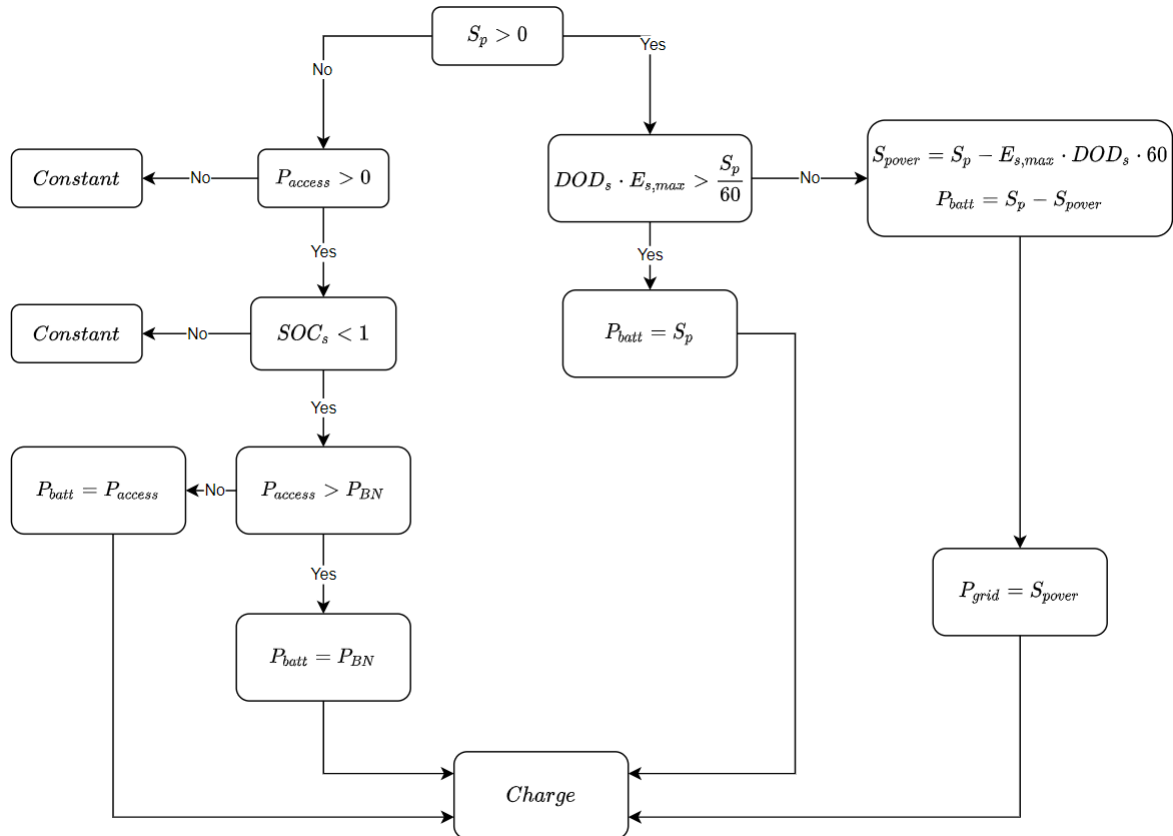 S_p > 0
Yes
No
Constant
No
P_access > 0
DOD_s · E_s,max > S_p/60
No
S_pover = S_p − E_s,max · DOD_s · 60
P_batt = S_p − S_pover
Yes
Yes
Constant
No
SOC_s < 1
P_batt = S_p
Yes
P_batt = P_access
No
P_access > P_BN
Yes
P_grid = S_pover
P_batt = P_BN
Charge